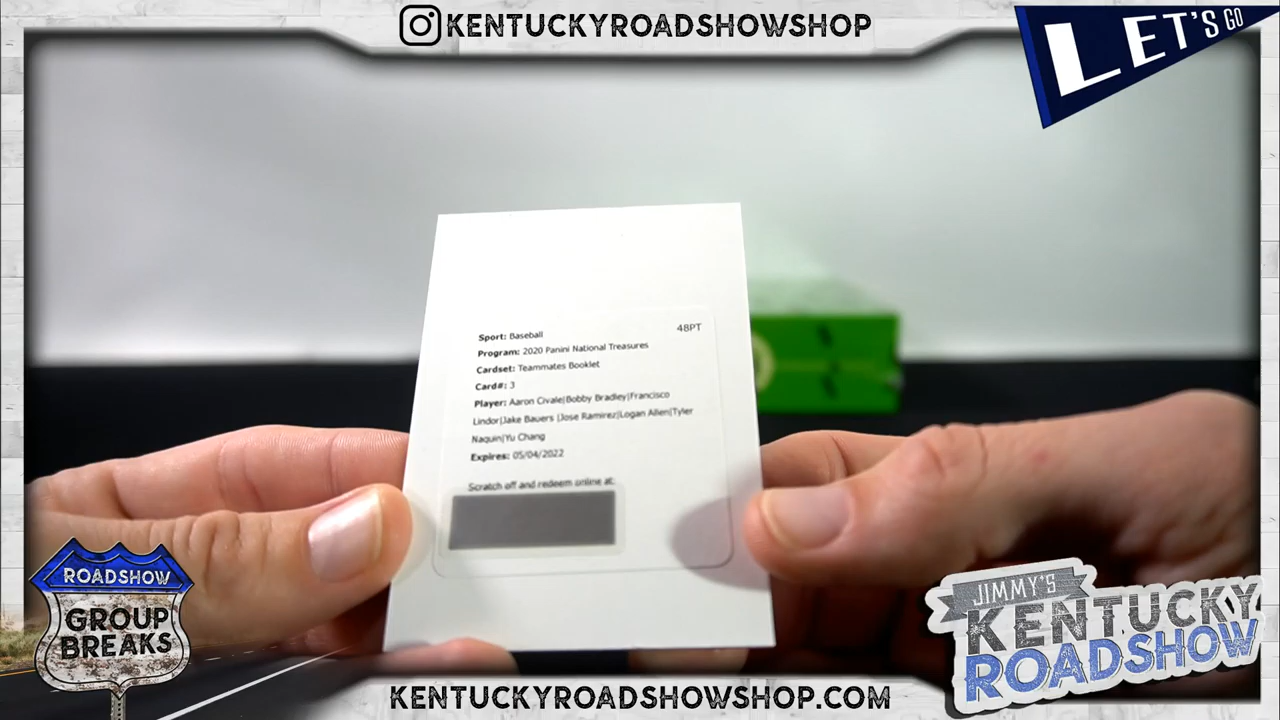 KENTUCKYROADSHOWSHOP
LET'S GO
Sport: Baseball
48PT
Program: 2020 Panini National Treasures
Cardset: Teammates Booklet
Card#: 3
Player: Aaron Civale|Bobby Bradley|Francisco
Lindor|Jake Bauers |Jose Ramirez|Logan Allen|Tyler
Naquin|Yu Chang
Expires: 05/04/2022
Scratch off and redeem online at:
ROADSHOW
GROUP
BREAKS
JIMMY'S
KENTUCKY
ROADSHOW
KENTUCKYROADSHOWSHOP.COM